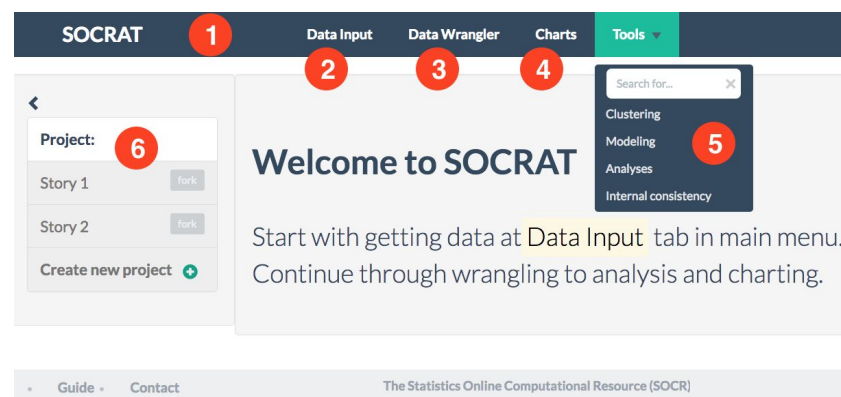 SOCRAT 1 Data Input Data Wrangler Charts Tools
2 3 4
Search for...
Clustering
Modeling
5
Analyses
Internal consistency
Project:
6
Story 1 fork
Story 2 fork
Create new project
Welcome to SOCRAT
Start with getting data at Data Input tab in main menu.
Continue through wrangling to analysis and charting.
Guide Contact The Statistics Online Computational Resource (SOCR)